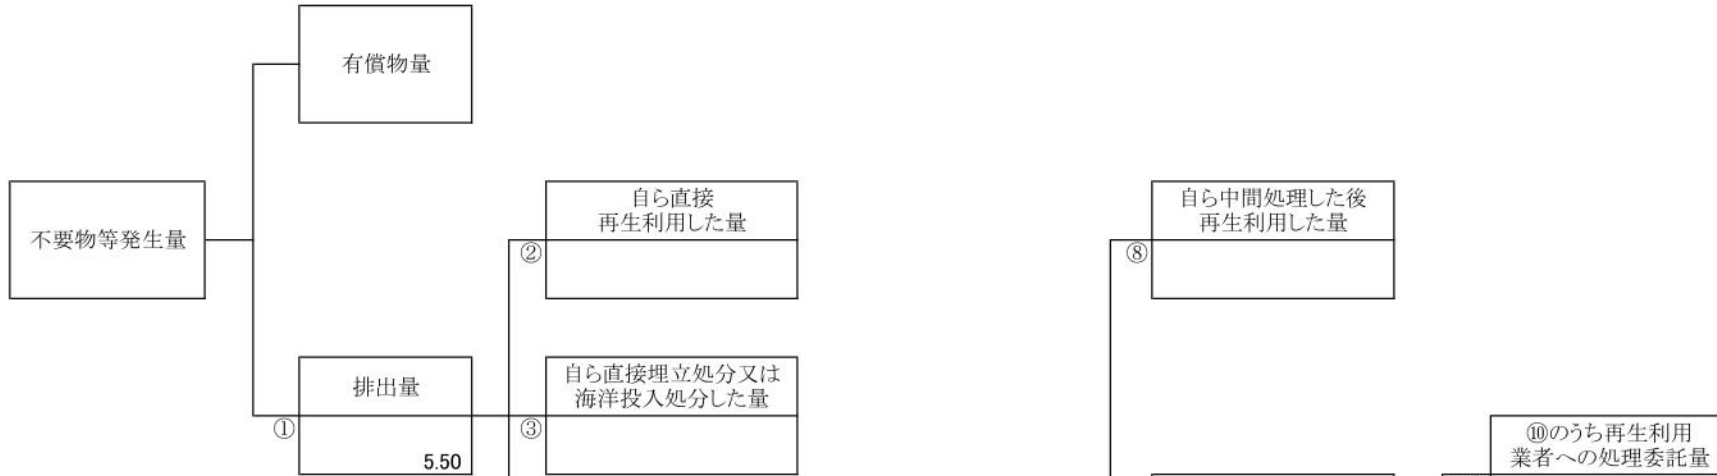 有償物量
不要物等発生量
自ら直接
再生利用した量
②
自ら中間処理した後
再生利用した量
⑧
排出量
①
5.50
自ら直接埋立処分又は
海洋投入処分した量
③
⑩のうち再生利用
業者への処理委託量